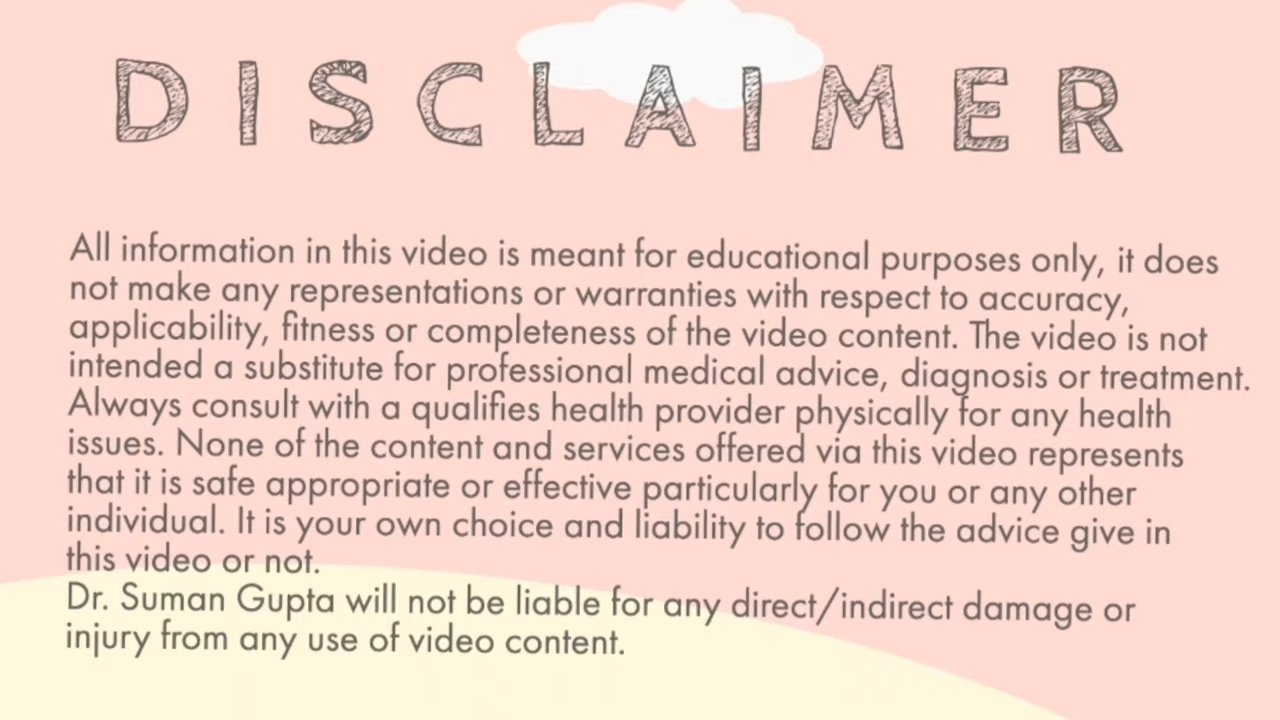 DISCLAIMER
All information in this video is meant for educational purposes only, it does
not make any representations or warranties with respect to accuracy,
applicability, fitness or completeness of the video content. The video is not
intended a substitute for professional medical advice, diagnosis or treatment.
Always consult with a qualifies health provider physically for any health
issues. None of the content and services offered via this video represents
that it is safe appropriate or effective particularly for you or any other
individual. It is your own choice and liability to follow the advice give in
this video or not.
Dr. Suman Gupta will not be liable for any direct/indirect damage or
injury from any use of video content.